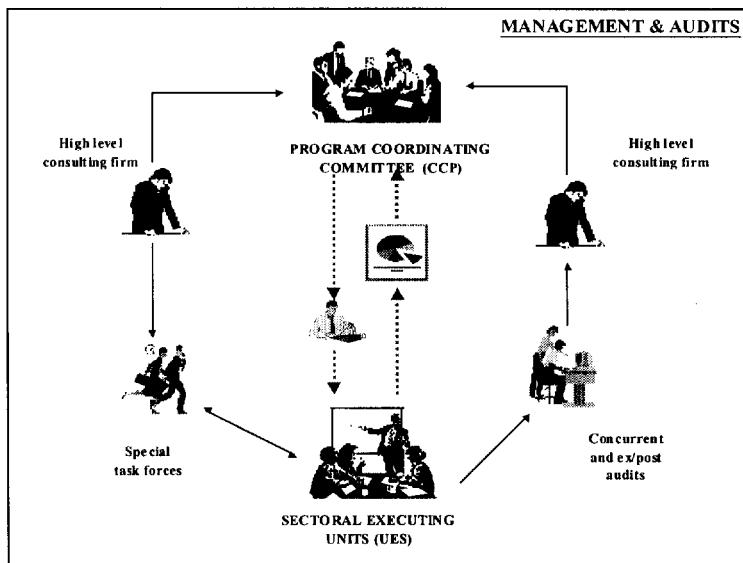 MANAGEMENT & AUDITS
High level
consulting firm
PROGRAM COORDINATING
COMMITTEE (CCP)
High level
consulting firm
Special
task forces
Concurrent
and ex/post
audits
SECTORAL EXECUTING
UNITS (UES)